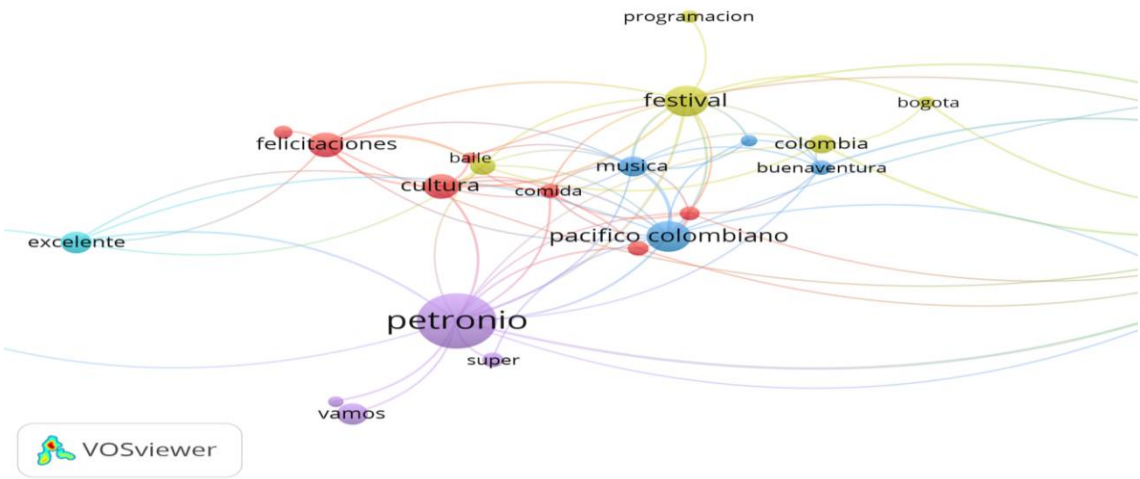 programacion
festival
bogota
felicitaciones
colombia
baile
musica
buenaventura
cultura
comida
pacifico colombiano
excelente
petronio
super
vamos
VOSviewer